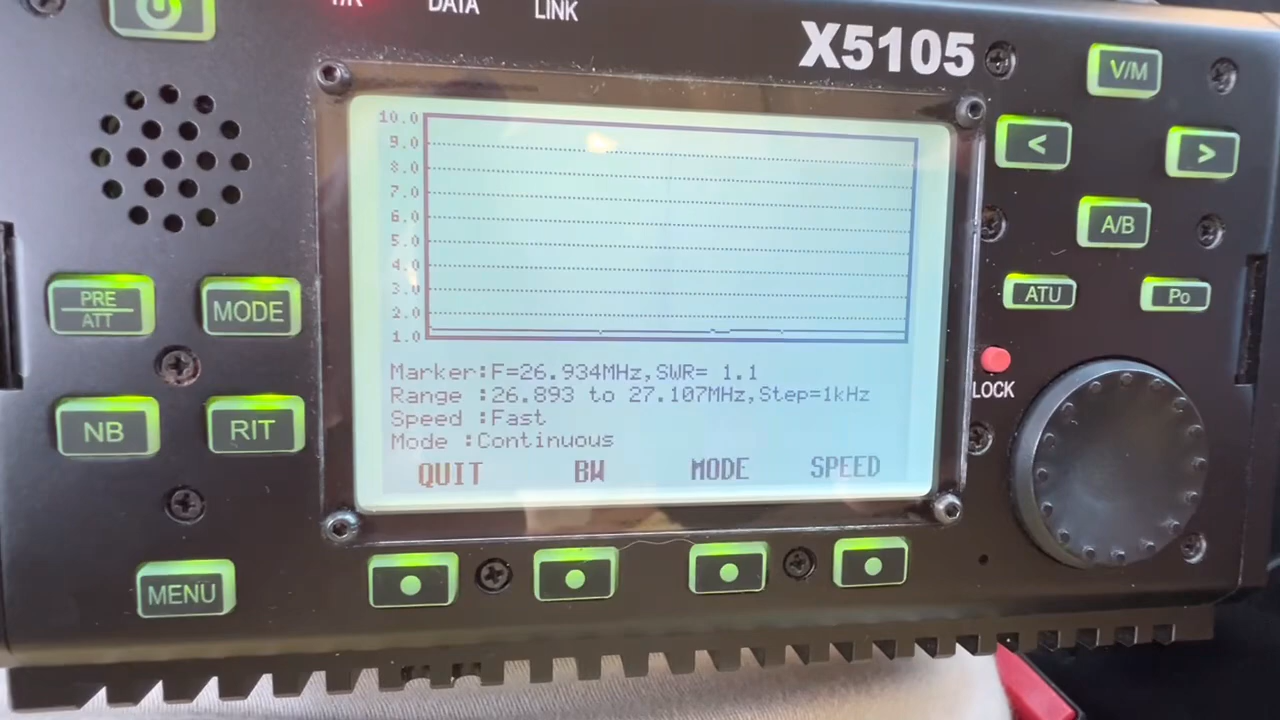 DATA
LINK
X5105
V/M
<
>
A/B
ATU
Po
LOCK
PRE
ATT
MODE
NB
RIT
MENU
10.0
9.0
8.0
7.0
6.0
5.0
4.0
3.0
2.0
1.0
Marker:F=26.934MHz,SWR= 1.1
Range :26.893 to 27.107MHz,Step=1kHz
Speed :Fast
Mode :Continuous
QUIT BW MODE SPEED